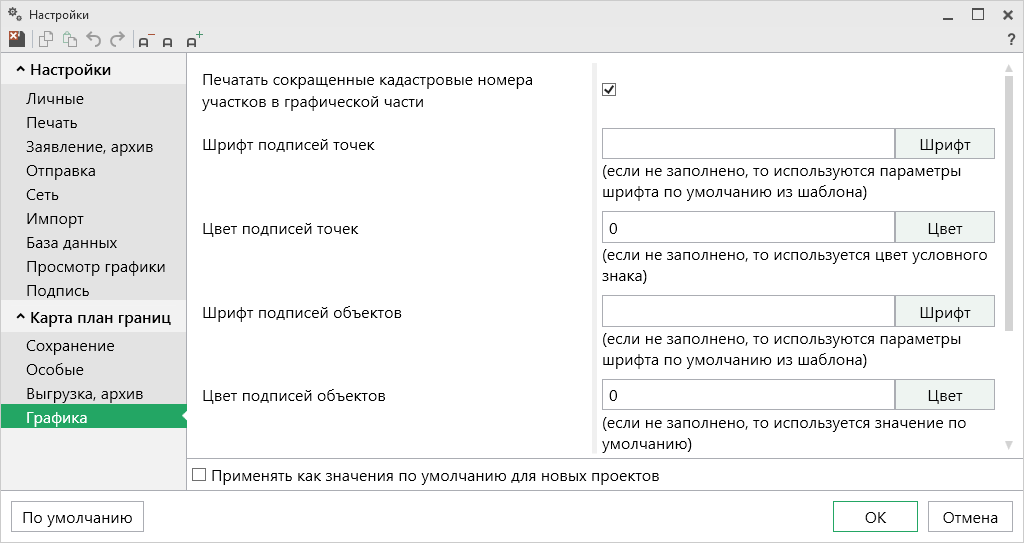 Настройки
?
Настройки
Личные
Печать
Заявление, архив
Отправка
Сеть
Импорт
База данных
Просмотр графики
Подпись
Карта план границ
Сохранение
Особые
Выгрузка, архив
Графика
Печатать сокращенные кадастровые номера
участков в графической части
Шрифт подписей точек
Шрифт
(если не заполнено, то используются параметры
шрифта по умолчанию из шаблона)
Цвет подписей точек
0
Цвет
(если не заполнено, то используется цвет условного
знака)
Шрифт подписей объектов
Шрифт
(если не заполнено, то используются параметры
шрифта по умолчанию из шаблона)
Цвет подписей объектов
0
Цвет
(если не заполнено, то используется значение по
умолчанию)
Применять как значения по умолчанию для новых проектов
По умолчанию
ОК
Отмена